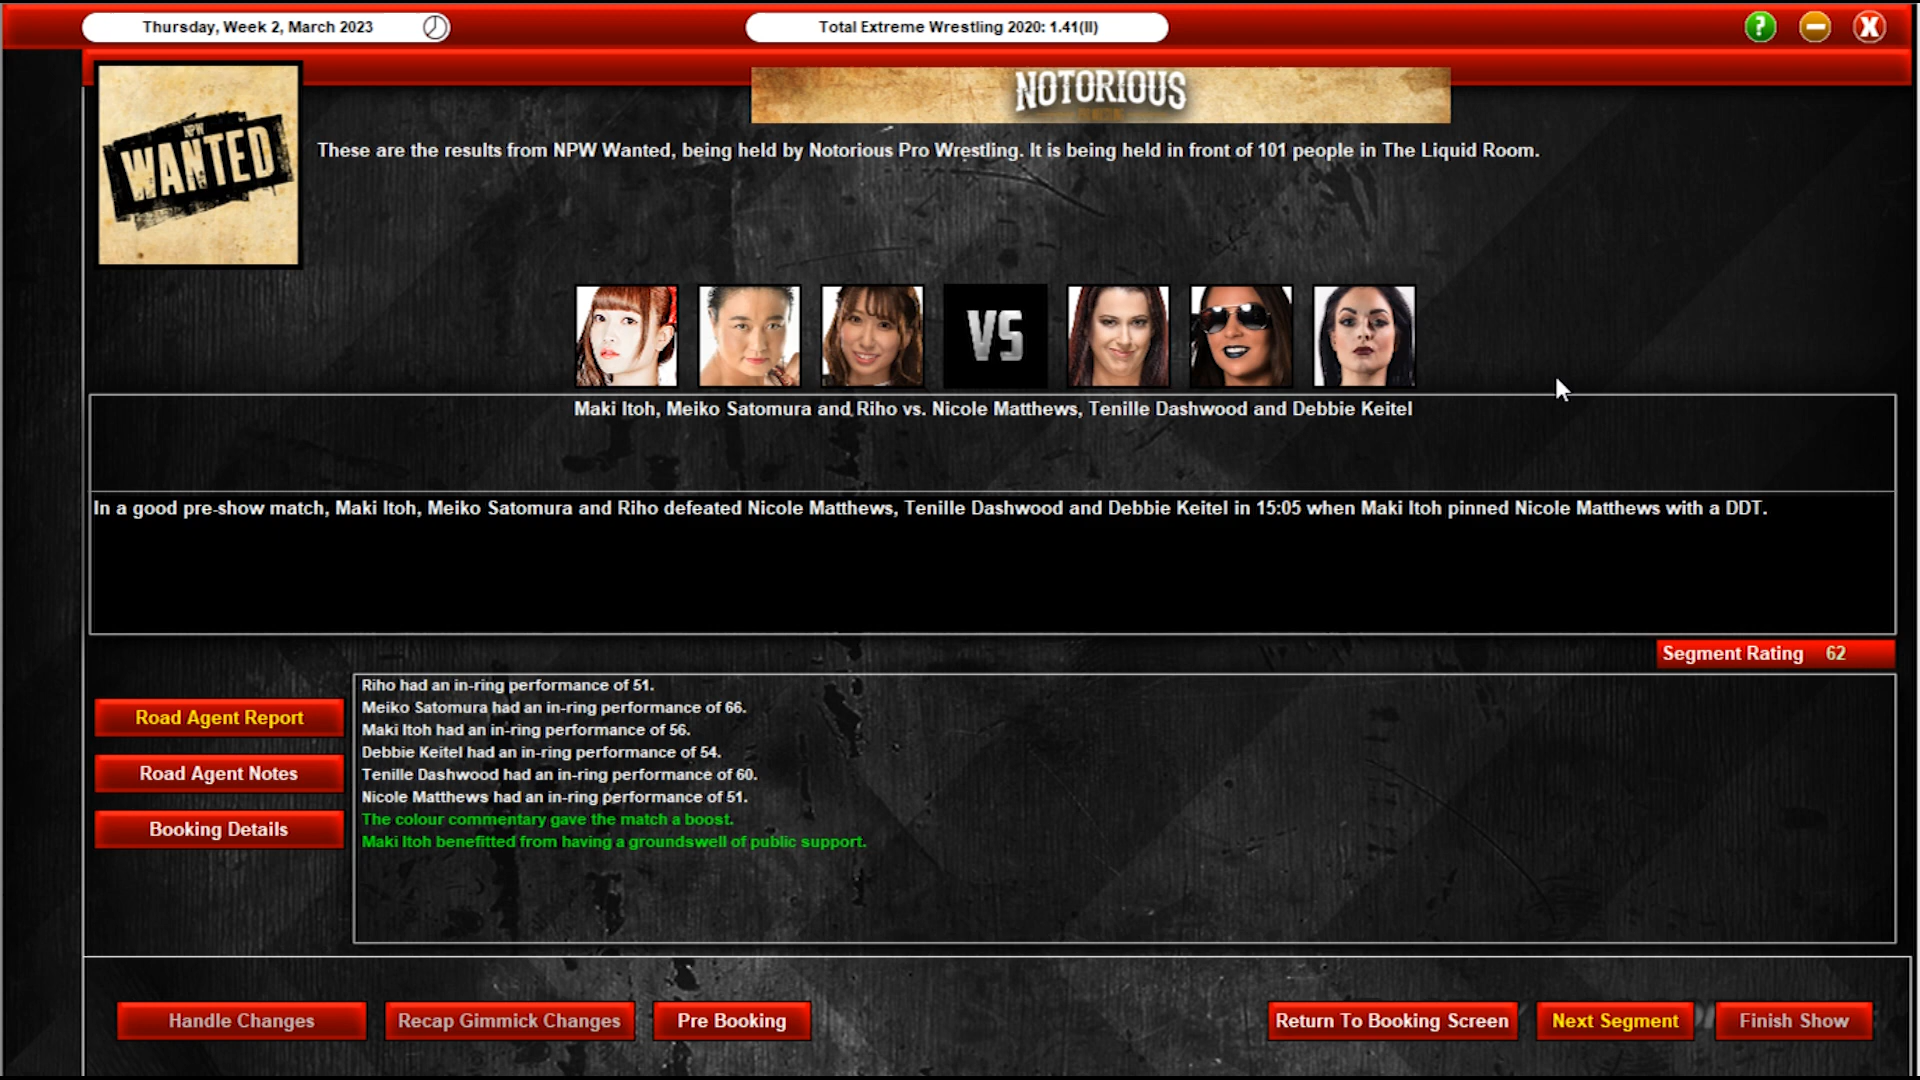 Thursday, Week 2, March 2023
Total Extreme Wrestling 2020: 1.41(II)
?
X
NPW
WANTED
NOTORIOUS
These are the results from NPW Wanted, being held by Notorious Pro Wrestling. It is being held in front of 101 people in The Liquid Room.
VS
Maki Itoh, Meiko Satomura and Riho vs. Nicole Matthews, Tenille Dashwood and Debbie Keitel
In a good pre-show match, Maki Itoh, Meiko Satomura and Riho defeated Nicole Matthews, Tenille Dashwood and Debbie Keitel in 15:05 when Maki Itoh pinned Nicole Matthews with a DDT.
Segment Rating 62
Road Agent Report
Road Agent Notes
Booking Details
Riho had an in-ring performance of 51.
Meiko Satomura had an in-ring performance of 66.
Maki Itoh had an in-ring performance of 56.
Debbie Keitel had an in-ring performance of 54.
Tenille Dashwood had an in-ring performance of 60.
Nicole Matthews had an in-ring performance of 51.
The colour commentary gave the match a boost.
Maki Itoh benefitted from having a groundswell of public support.
Handle Changes
Recap Gimmick Changes
Pre Booking
Return To Booking Screen
Next Segment
Finish Show